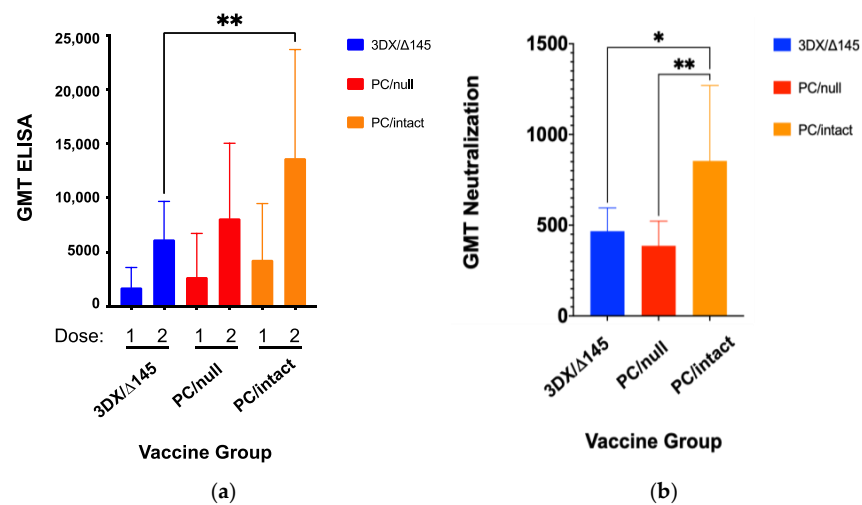 **
25,000
20,000
15,000
10,000
5000
0
GMT ELISA
Dose: 1 2 1 2 1 2
3DX/Δ145
PC/null
PC/intact
Vaccine Group
3DX/Δ145
PC/null
PC/intact
(a)
*
**
1500
1000
500
0
GMT Neutralization
3DX/Δ145
PC/null
PC/intact
Vaccine Group
3DX/Δ145
PC/null
PC/intact
(b)